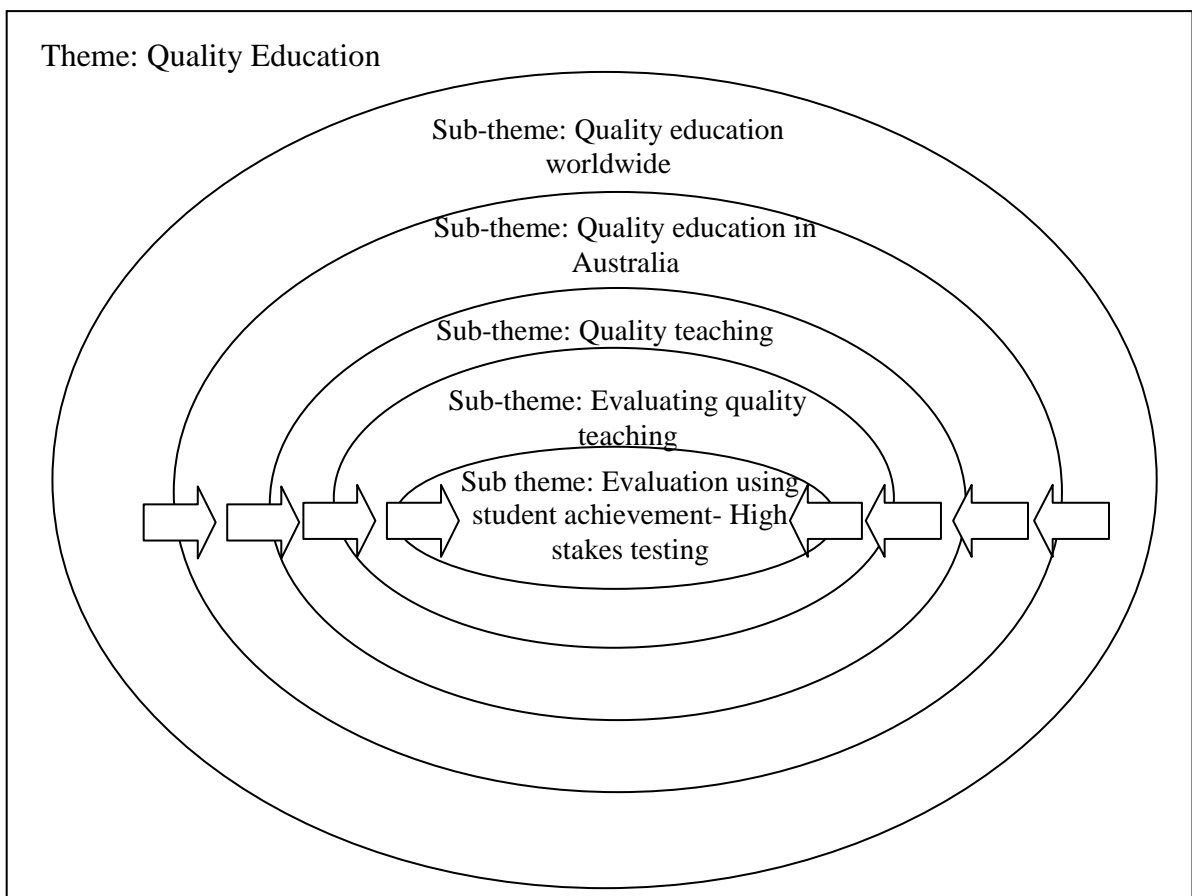 Theme: Quality Education
Sub-theme: Quality education
worldwide
Sub-theme: Quality education in
Australia
Sub-theme: Quality teaching
Sub-theme: Evaluating quality
teaching
Sub theme: Evaluation using
student achievement- High
stakes testing